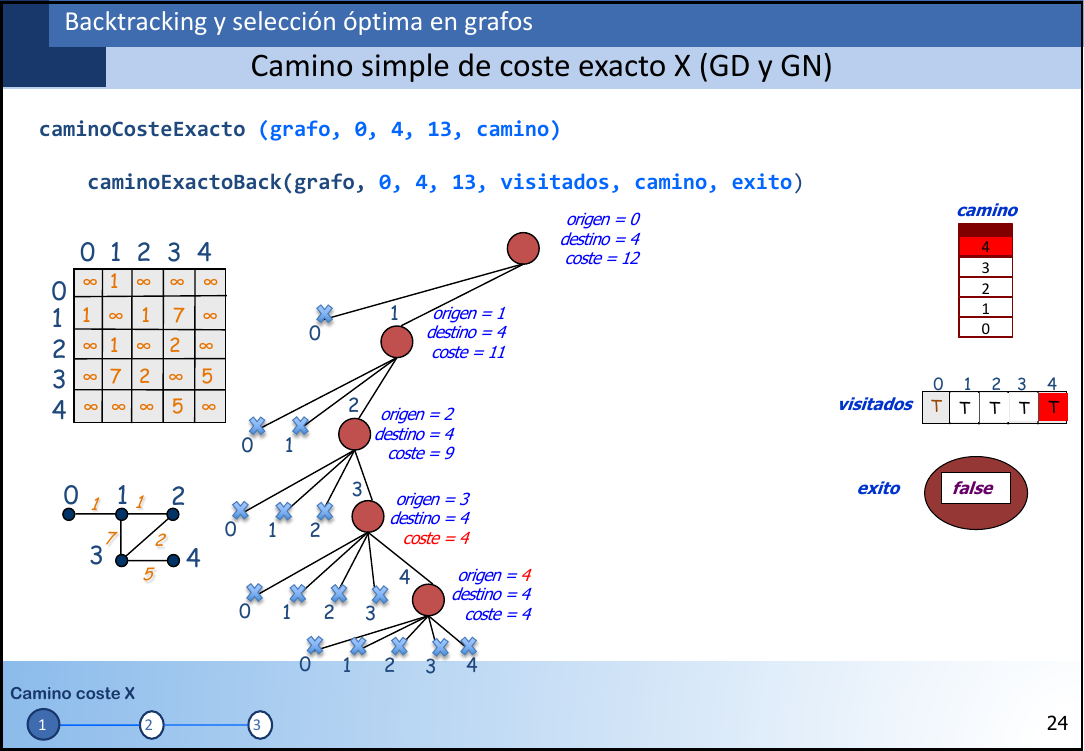 Backtracking y selección óptima en grafos
Camino simple de coste exacto X (GD y GN)
caminoCosteExacto (grafo, 0, 4, 13, camino)
caminoExactoBack(grafo, 0, 4, 13, visitados, camino, exito)
0 1 2 3 4
0 ∞ 1 ∞ ∞ ∞
1 1 ∞ 1 7 ∞
2 ∞ 1 ∞ 2 ∞
3 ∞ 7 2 ∞ 5
4 ∞ ∞ ∞ 5 ∞
0 1 1 1 2
7 2
3 4
5
origen = 0
destino = 4
coste = 12
0
1
origen = 1
destino = 4
coste = 11
0 1
2
origen = 2
destino = 4
coste = 9
0 1 2
3
origen = 3
destino = 4
coste = 4
0 1 2 3
4
origen = 4
destino = 4
coste = 4
0 1 2 3 4
camino
4
3
2
1
0
0 1 2 3 4
visitados T T T T T
exito false
Camino coste X
1 2 3
24